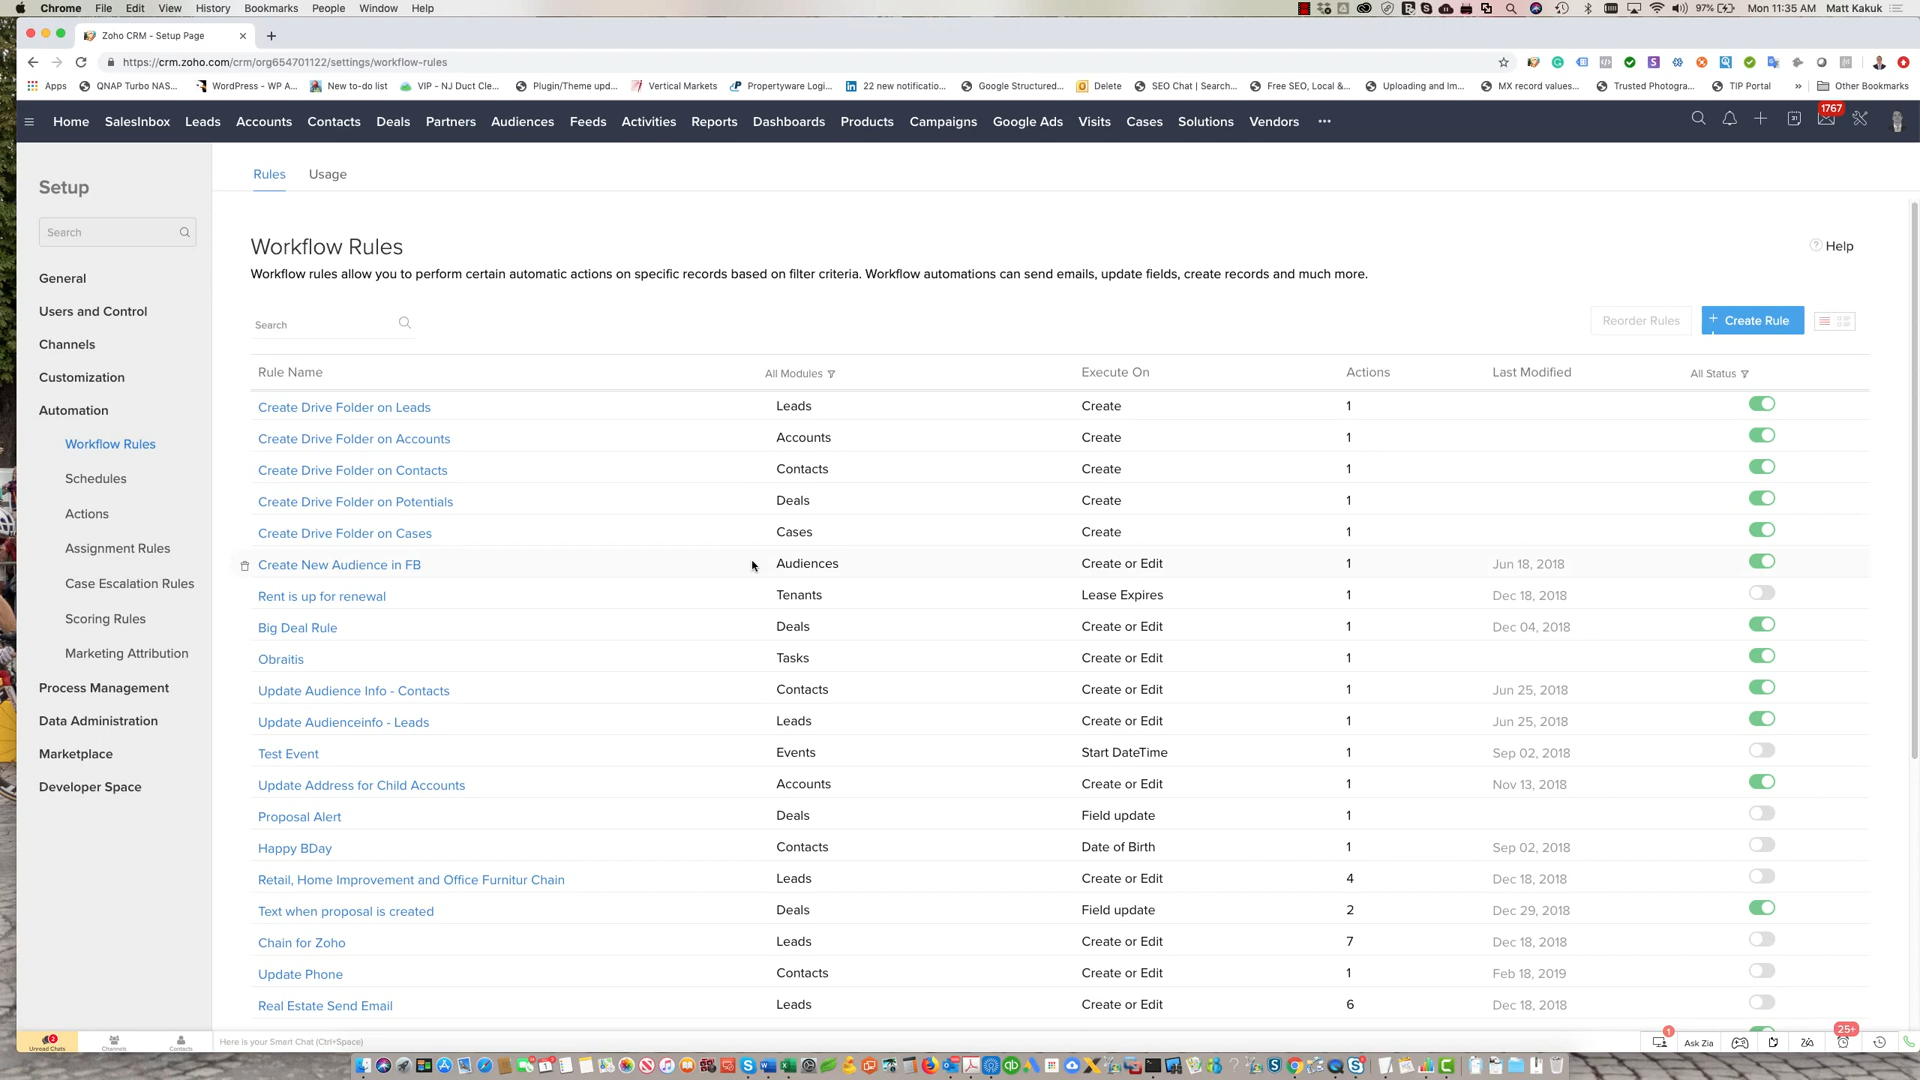 Chrome File Edit View History Bookmarks People Window Help 97% Mon 11:35 AM Matt Kakuk
Zoho CRM - Setup Page
https://crm.zoho.com/crm/org654701122/settings/workflow-rules
Apps QNAP Turbo NAS... WordPress - WP A... New to-do list VIP - NJ Duct Cle... Plugin/Theme upd... Vertical Markets Propertyware Logi... 22 new notificatio... Google Structured... Delete SEO Chat | Search... Free SEO, Local &... Uploading and Im... MX record values... Trusted Photogra... TIP Portal » Other Bookmarks
Home SalesInbox Leads Accounts Contacts Deals Partners Audiences Feeds Activities Reports Dashboards Products Campaigns Google Ads Visits Cases Solutions Vendors ••• 1767
Rules Usage
Setup
Search
General
Users and Control
Channels
Customization
Automation
Workflow Rules
Schedules
Actions
Assignment Rules
Case Escalation Rules
Scoring Rules
Marketing Attribution
Process Management
Data Administration
Marketplace
Developer Space
Workflow Rules
Help
Workflow rules allow you to perform certain automatic actions on specific records based on filter criteria. Workflow automations can send emails, update fields, create records and much more.
Search
Reorder Rules + Create Rule
Rule Name All Modules Execute On Actions Last Modified All Status
Create Drive Folder on Leads Leads Create 1
Create Drive Folder on Accounts Accounts Create 1
Create Drive Folder on Contacts Contacts Create 1
Create Drive Folder on Potentials Deals Create 1
Create Drive Folder on Cases Cases Create 1
Create New Audience in FB Audiences Create or Edit 1 Jun 18, 2018
Rent is up for renewal Tenants Lease Expires 1 Dec 18, 2018
Big Deal Rule Deals Create or Edit 1 Dec 04, 2018
Obraitis Tasks Create or Edit 1
Update Audience Info - Contacts Contacts Create or Edit 1 Jun 25, 2018
Update Audienceinfo - Leads Leads Create or Edit 1 Jun 25, 2018
Test Event Events Start DateTime 1 Sep 02, 2018
Update Address for Child Accounts Accounts Create or Edit 1 Nov 13, 2018
Proposal Alert Deals Field update 1
Happy BDay Contacts Date of Birth 1 Sep 02, 2018
Retail, Home Improvement and Office Furnitur Chain Leads Create or Edit 4 Dec 18, 2018
Text when proposal is created Deals Field update 2 Dec 29, 2018
Chain for Zoho Leads Create or Edit 7 Dec 18, 2018
Update Phone Contacts Create or Edit 1 Feb 18, 2019
Real Estate Send Email Leads Create or Edit 6 Dec 18, 2018
Unread Chats Channels Contacts Here is your Smart Chat (Ctrl+Space) 1 Ask Zia 25+